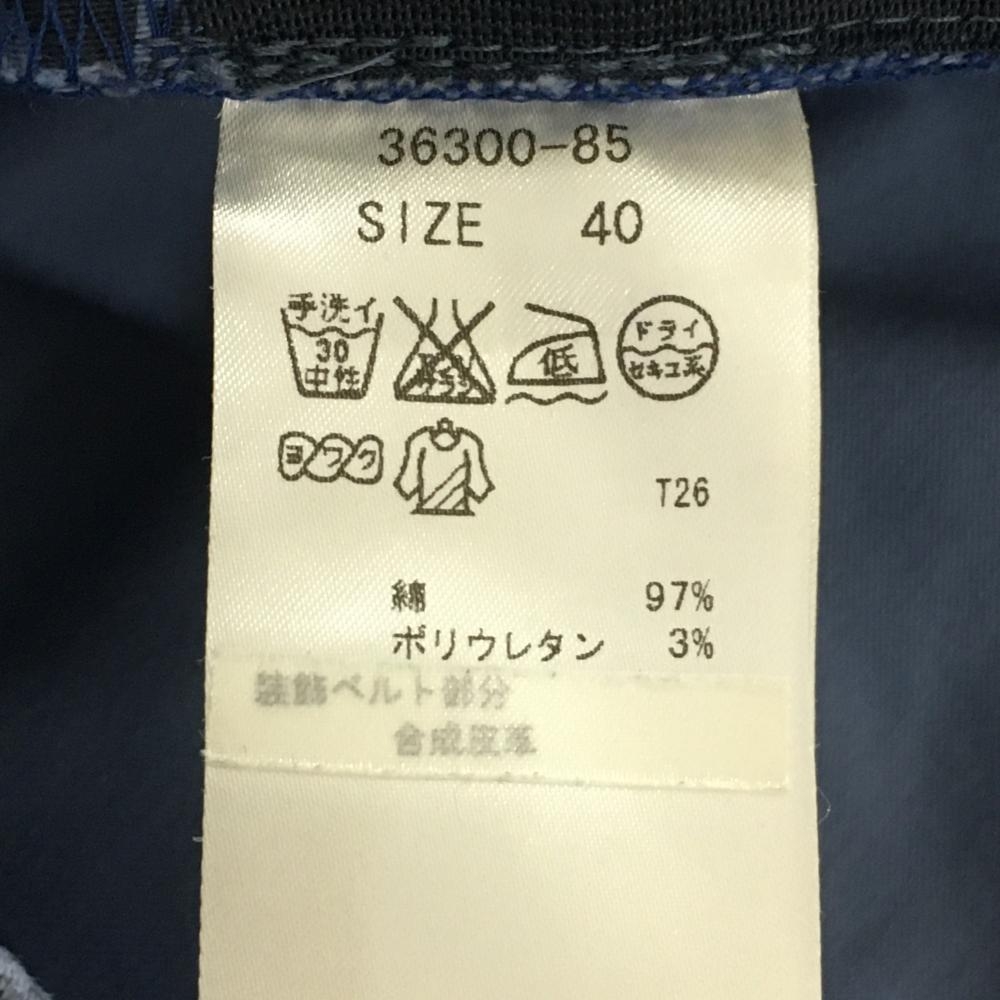 36300-85
SIZE 40
手洗イ
30
中性
低
ドライ
セキユ系
ヨワク
T26
綿 97%
ポリウレタン 3%
装飾ベルト部分
合成皮革